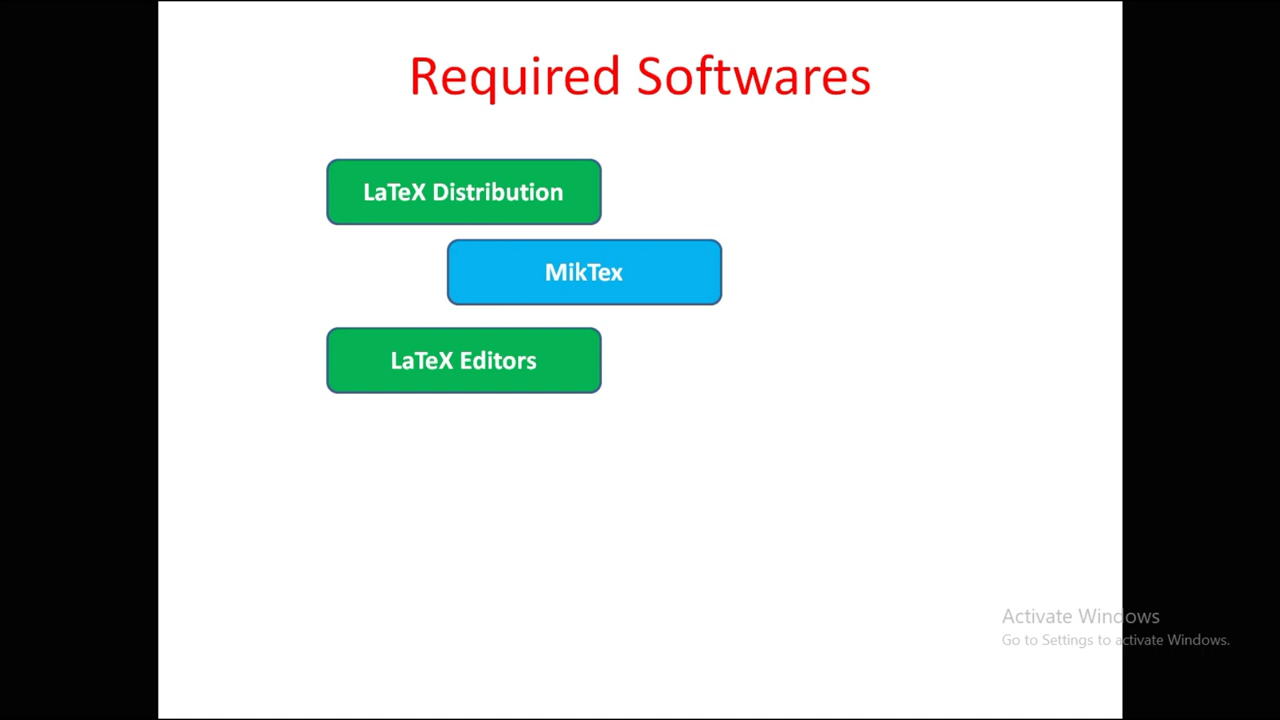 Required Softwares
LaTeX Distribution
MikTex
LaTeX Editors
Activate Windows
Go to Settings to activate Windows.